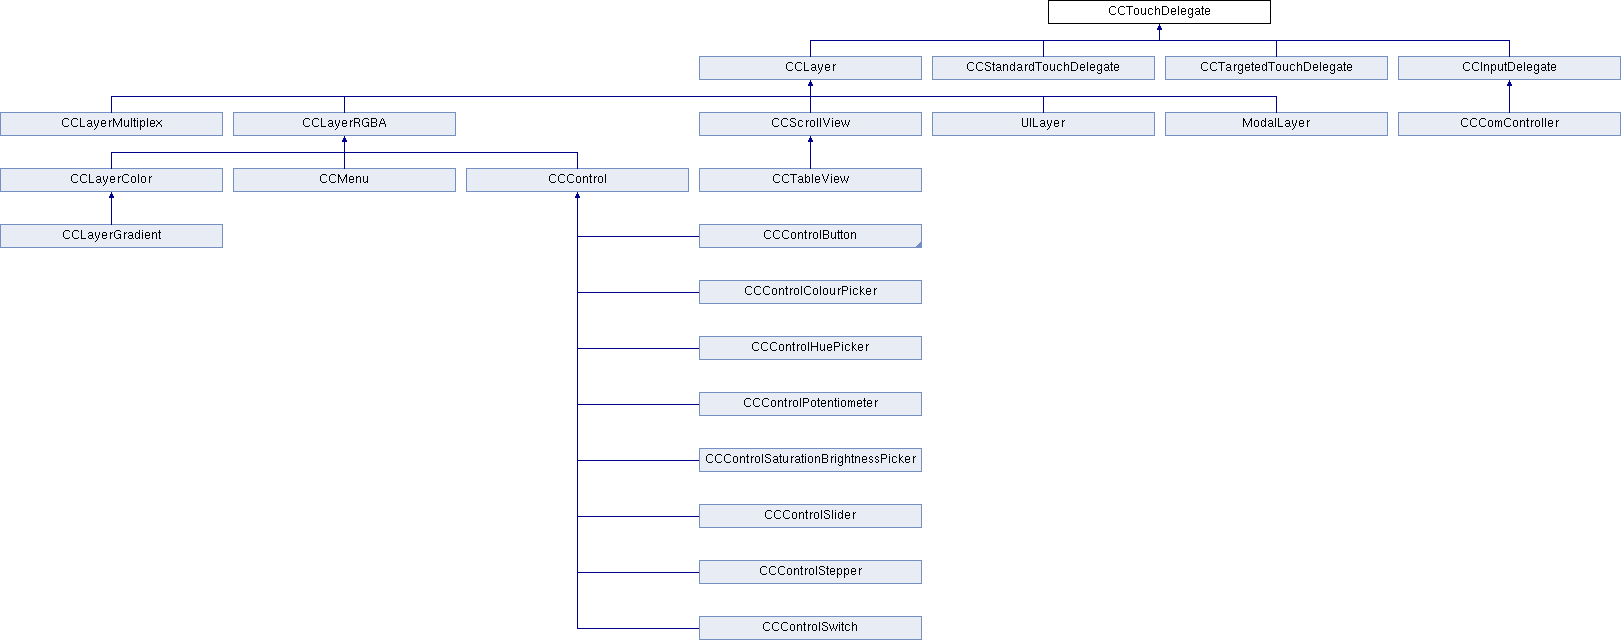 CCTouchDelegate
CCLayer
CCStandardTouchDelegate
CCTargetedTouchDelegate
CCInputDelegate
CCLayerMultiplex
CCLayerRGBA
CCScrollView
UILayer
ModalLayer
CCComController
CCLayerColor
CCMenu
CCControl
CCTableView
CCLayerGradient
CCControlButton
CCControlColourPicker
CCControlHuePicker
CCControlPotentiometer
CCControlSaturationBrightnessPicker
CCControlSlider
CCControlStepper
CCControlSwitch